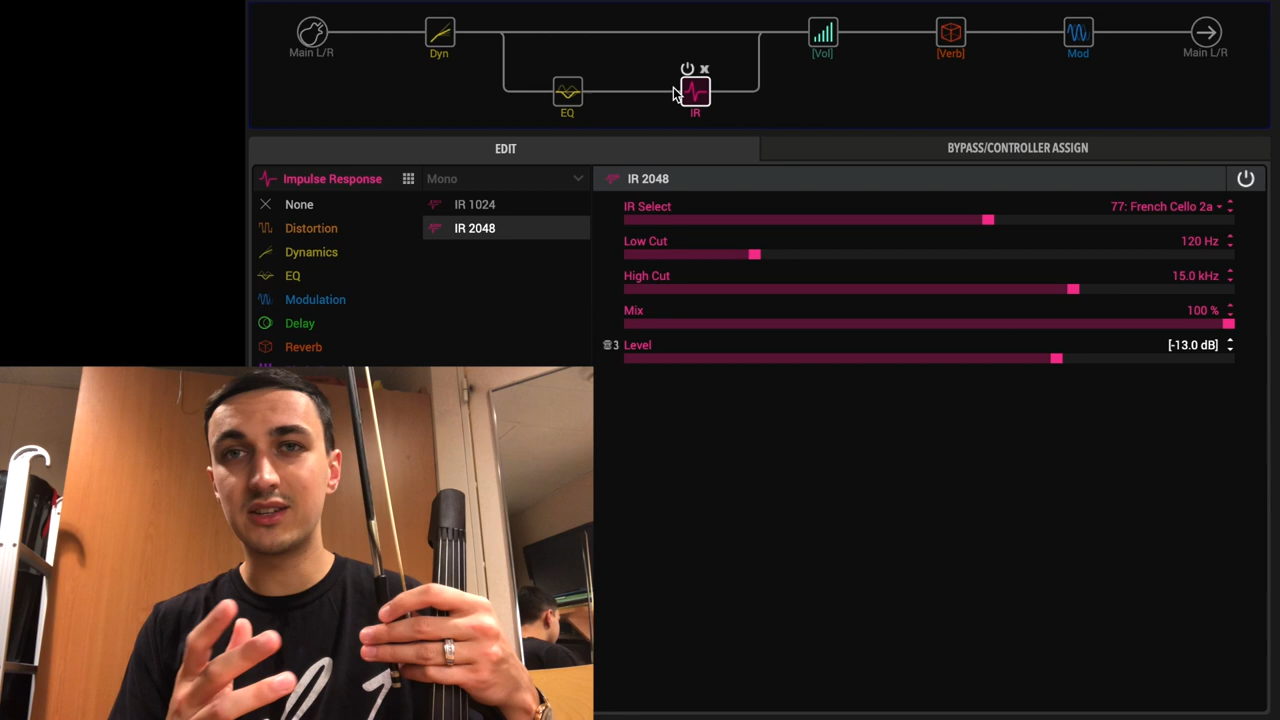 Main L/R
Dyn
[Vol]
[Verb]
Mod
Main L/R
EQ
IR
EDIT
BYPASS/CONTROLLER ASSIGN
Impulse Response
Mono
IR 2048
None
IR 1024
IR Select
77: French Cello 2a
Distortion
IR 2048
Low Cut
120 Hz
Dynamics
EQ
High Cut
15.0 kHz
Modulation
Mix
100 %
Delay
3
Level
[-13.0 dB]
Reverb